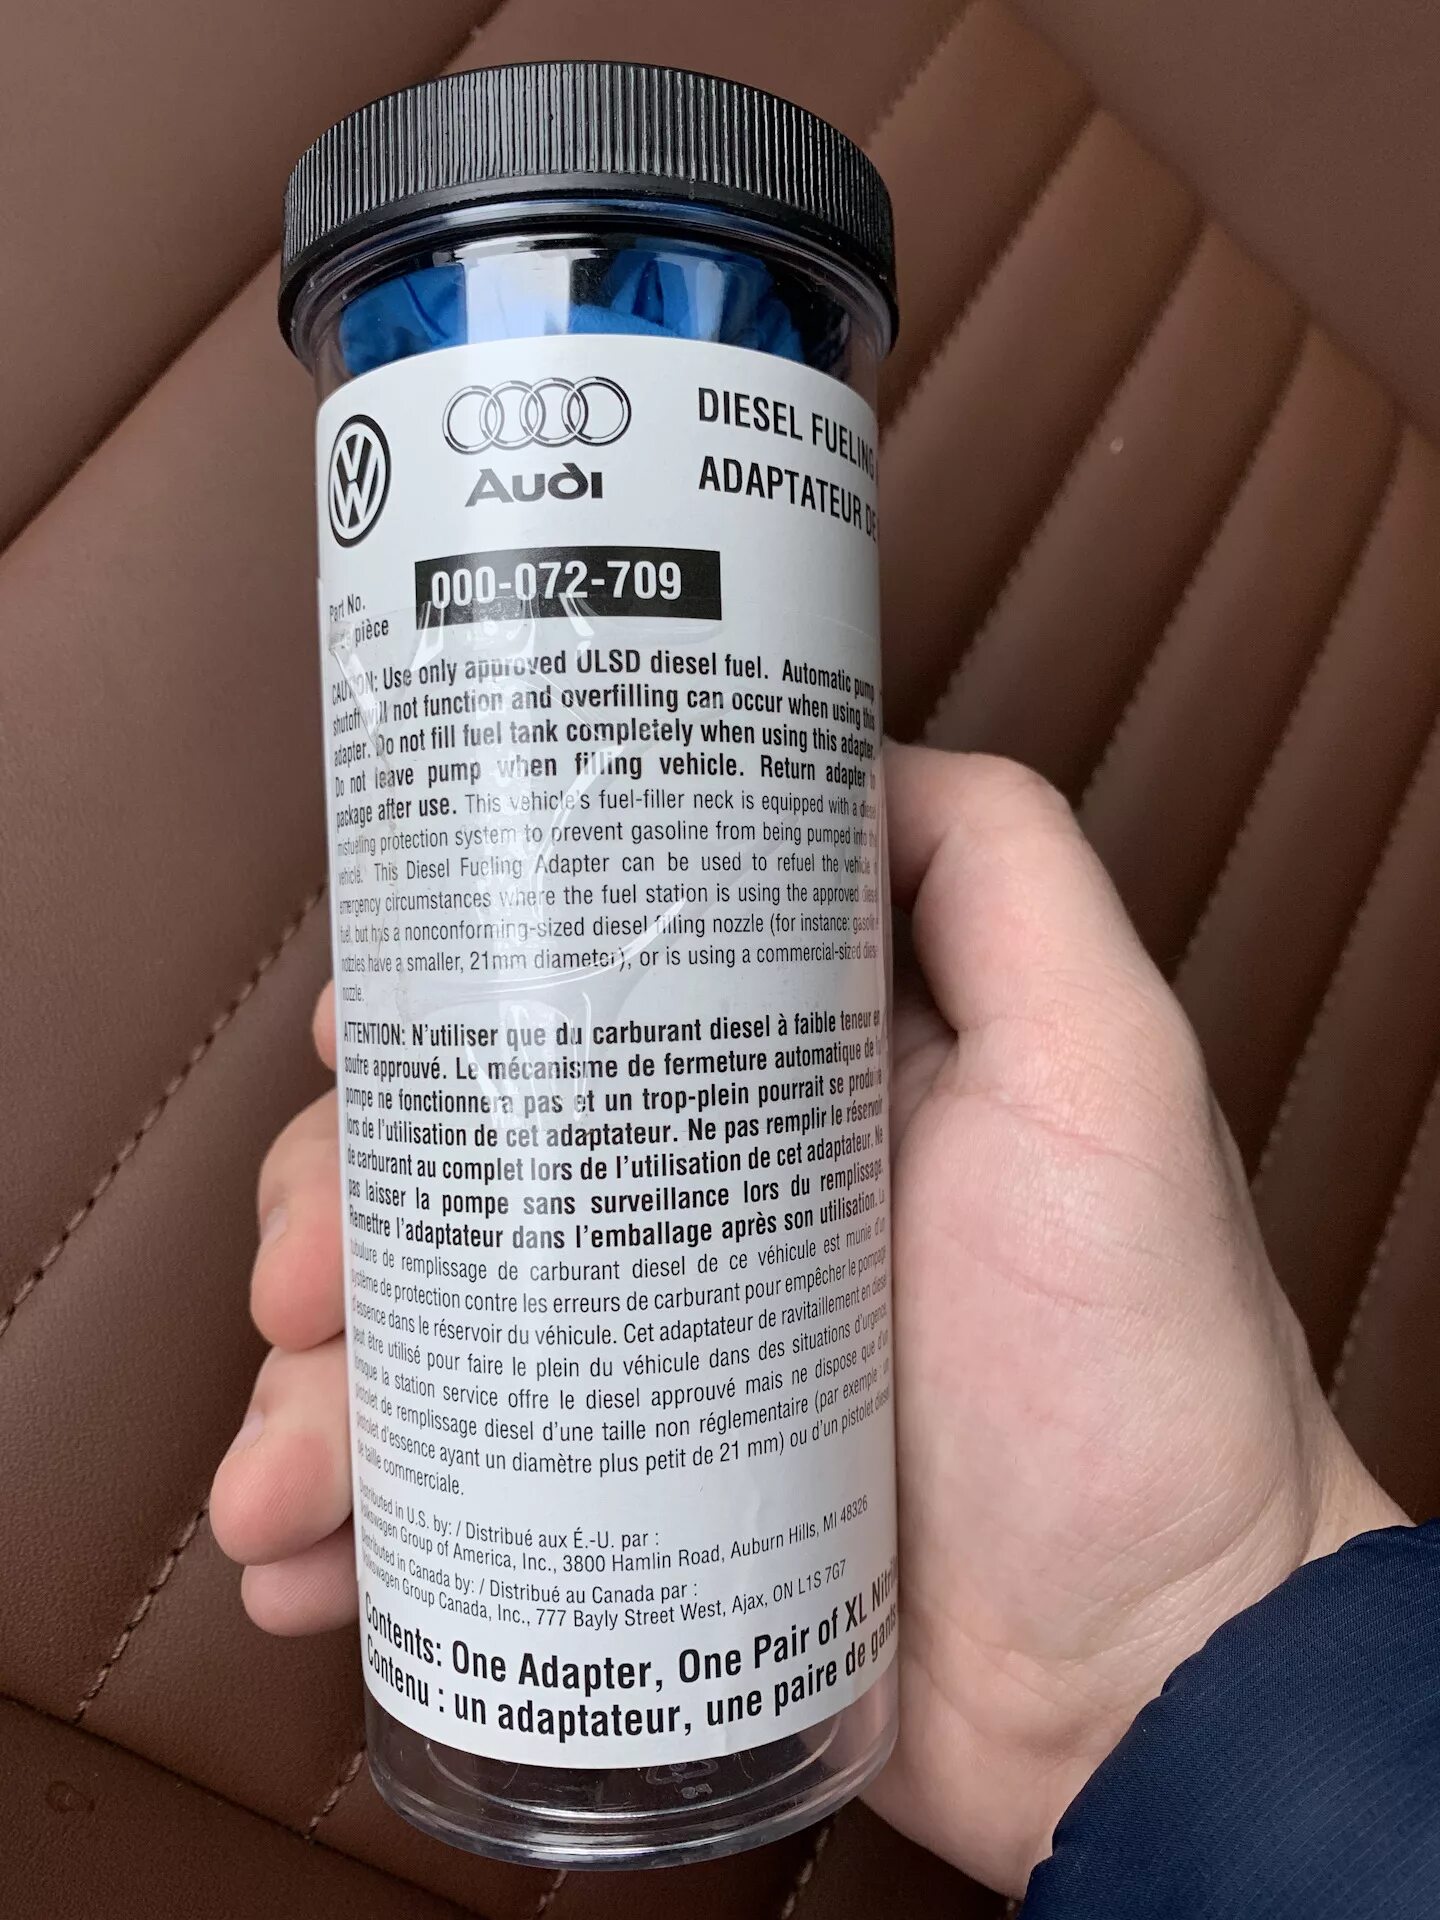 Audi
DIESEL FUELING
ADAPTATEUR DE
Part No.
pièce
000-072-709
CAUTION: Use only approved ULSD diesel fuel. Automatic pump
shutoff will not function and overfilling can occur when using this
adapter. Do not fill fuel tank completely when using this adapter.
Do not leave pump when filling vehicle. Return adapter to
package after use. This vehicle's fuel-filler neck is equipped with a diesel
misfueling protection system to prevent gasoline from being pumped into the
vehicle. This Diesel Fueling Adapter can be used to refuel the vehicle in
emergency circumstances where the fuel station is using the approved diesel
fuel, but has a nonconforming-sized diesel filling nozzle (for instance: gasoline
nozzles have a smaller, 21mm diameter), or is using a commercial-sized diesel
nozzle.
ATTENTION: N'utiliser que du carburant diesel à faible teneur en
soufre approuvé. Le mécanisme de fermeture automatique de la
pompe ne fonctionnera pas et un trop-plein pourrait se produire
lors de l'utilisation de cet adaptateur. Ne pas remplir le réservoir
de carburant au complet lors de l'utilisation de cet adaptateur. Ne
pas laisser la pompe sans surveillance lors du remplissage.
Remettre l'adaptateur dans l'emballage après son utilisation. La
tubulure de remplissage de carburant diesel de ce véhicule est munie d'un
système de protection contre les erreurs de carburant pour empêcher le pompage
d'essence dans le réservoir du véhicule. Cet adaptateur de ravitaillement en diesel
peut être utilisé pour faire le plein du véhicule dans des situations d'urgence,
lorsque la station service offre le diesel approuvé mais ne dispose que d'un
pistolet de remplissage diesel d'une taille non réglementaire (par exemple : un
pistolet d'essence ayant un diamètre plus petit de 21 mm) ou d'un pistolet diesel
de taille commerciale.
Distributed in U.S. by: / Distribué aux É.-U. par :
Volkswagen Group of America, Inc., 3800 Hamlin Road, Auburn Hills, MI 48326
Distributed in Canada by: / Distribué au Canada par :
Volkswagen Group Canada, Inc., 777 Bayly Street West, Ajax, ON L1S 7G7
Contents: One Adapter, One Pair of XL Nitrile
Contenu : un adaptateur, une paire de gants